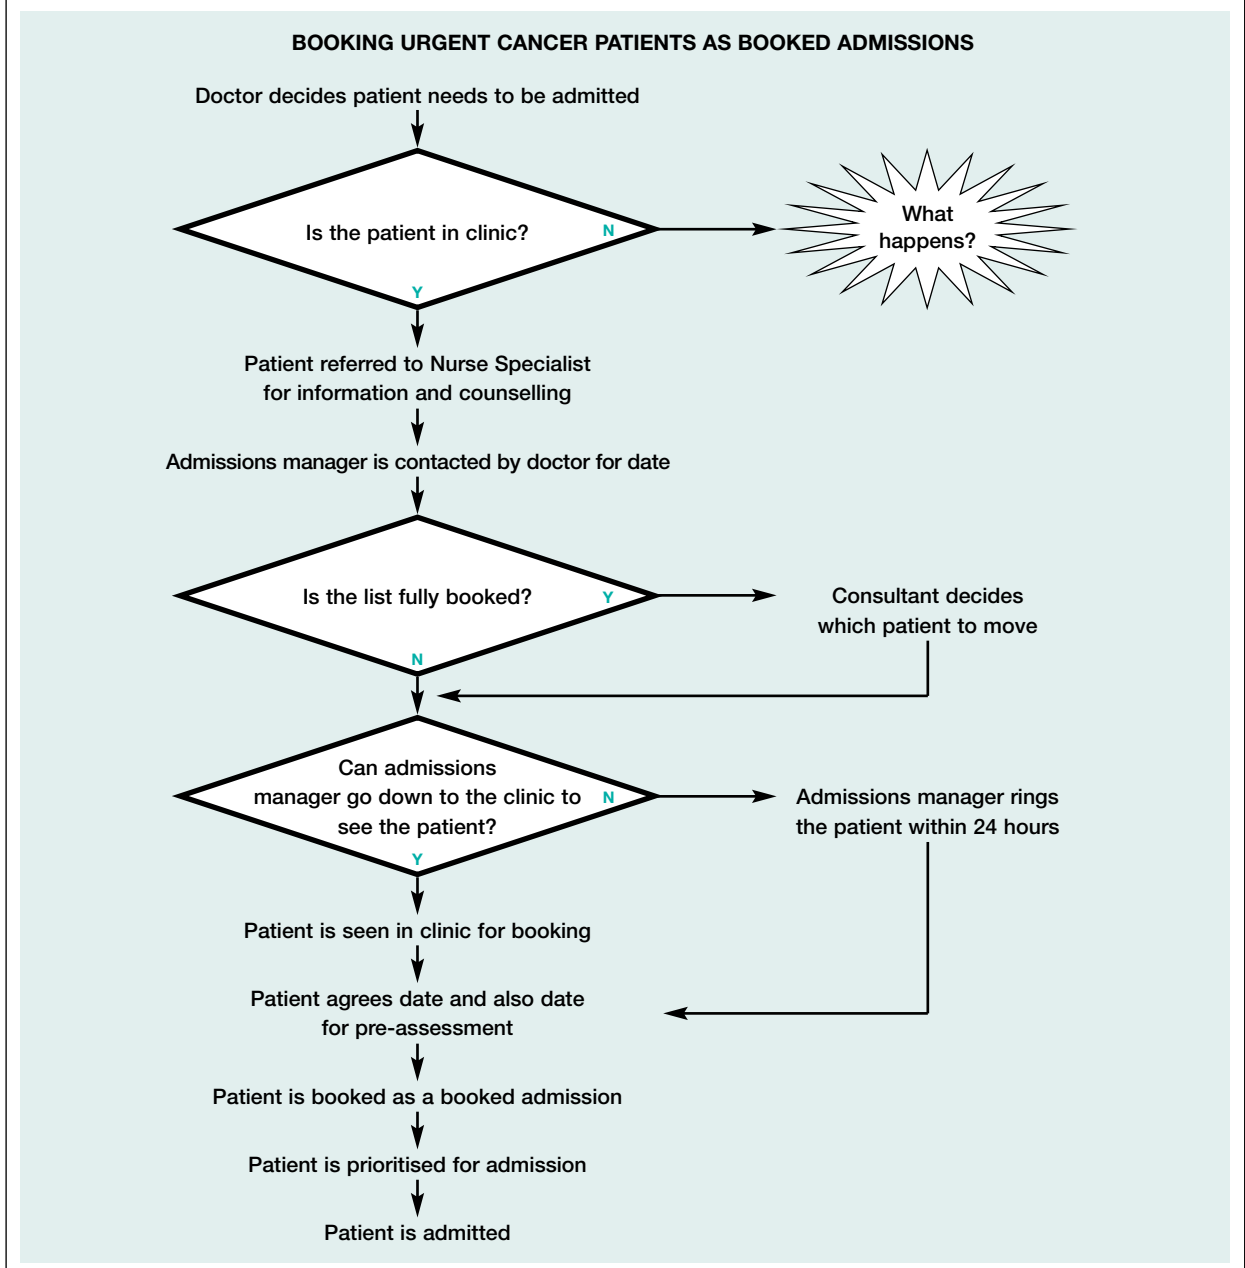 BOOKING URGENT CANCER PATIENTS AS BOOKED ADMISSIONS
Doctor decides patient needs to be admitted
Is the patient in clinic?
N
Y
What
happens?
Patient referred to Nurse Specialist
for information and counselling
Admissions manager is contacted by doctor for date
Is the list fully booked?
Y
N
Consultant decides
which patient to move
Can admissions
manager go down to the clinic to
see the patient?
N
Y
Admissions manager rings
the patient within 24 hours
Patient is seen in clinic for booking
Patient agrees date and also date
for pre-assessment
Patient is booked as a booked admission
Patient is prioritised for admission
Patient is admitted